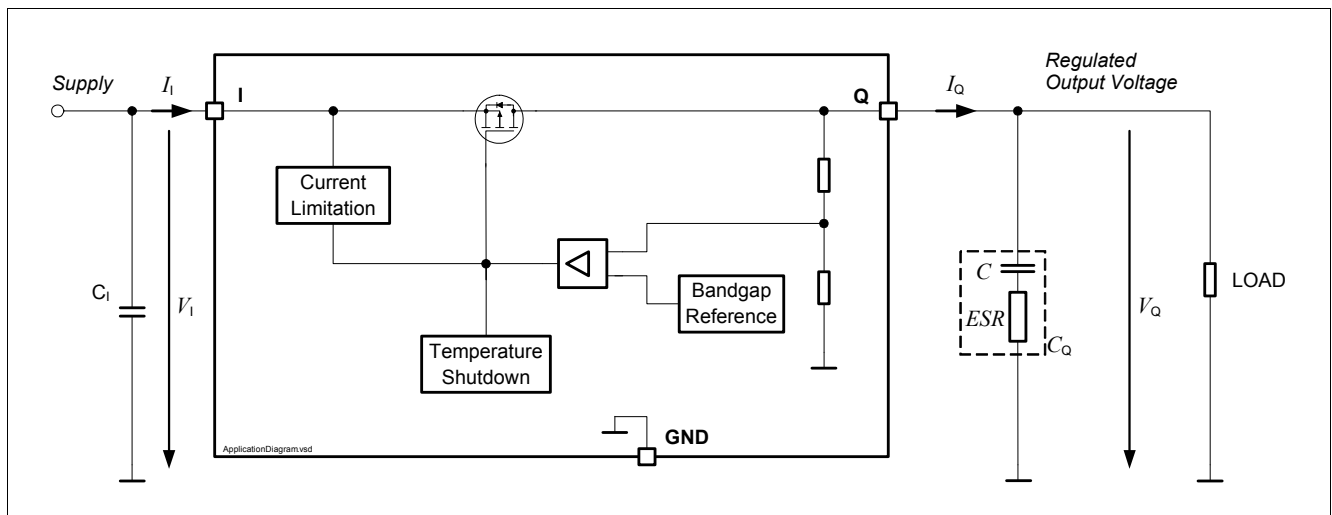 Supply
I_I
I
Q
I_Q
Regulated
Output Voltage
Current
Limitation
C_I
V_I
Bandgap
Reference
Temperature
Shutdown
C
ESR
C_Q
V_Q
LOAD
GND
ApplicationDiagram.vsd